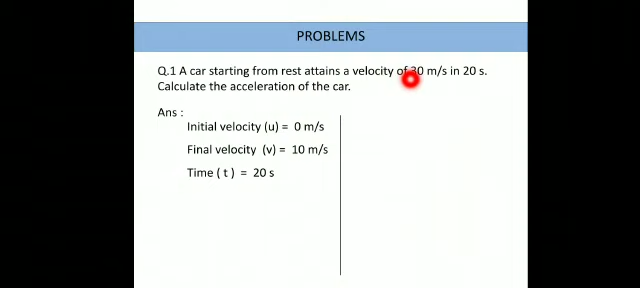 PROBLEMS
Q.1 A car starting from rest attains a velocity of 30 m/s in 20 s.
Calculate the acceleration of the car.
Ans :
Initial velocity (u) = 0 m/s
Final velocity (v) = 10 m/s
Time ( t ) = 20 s